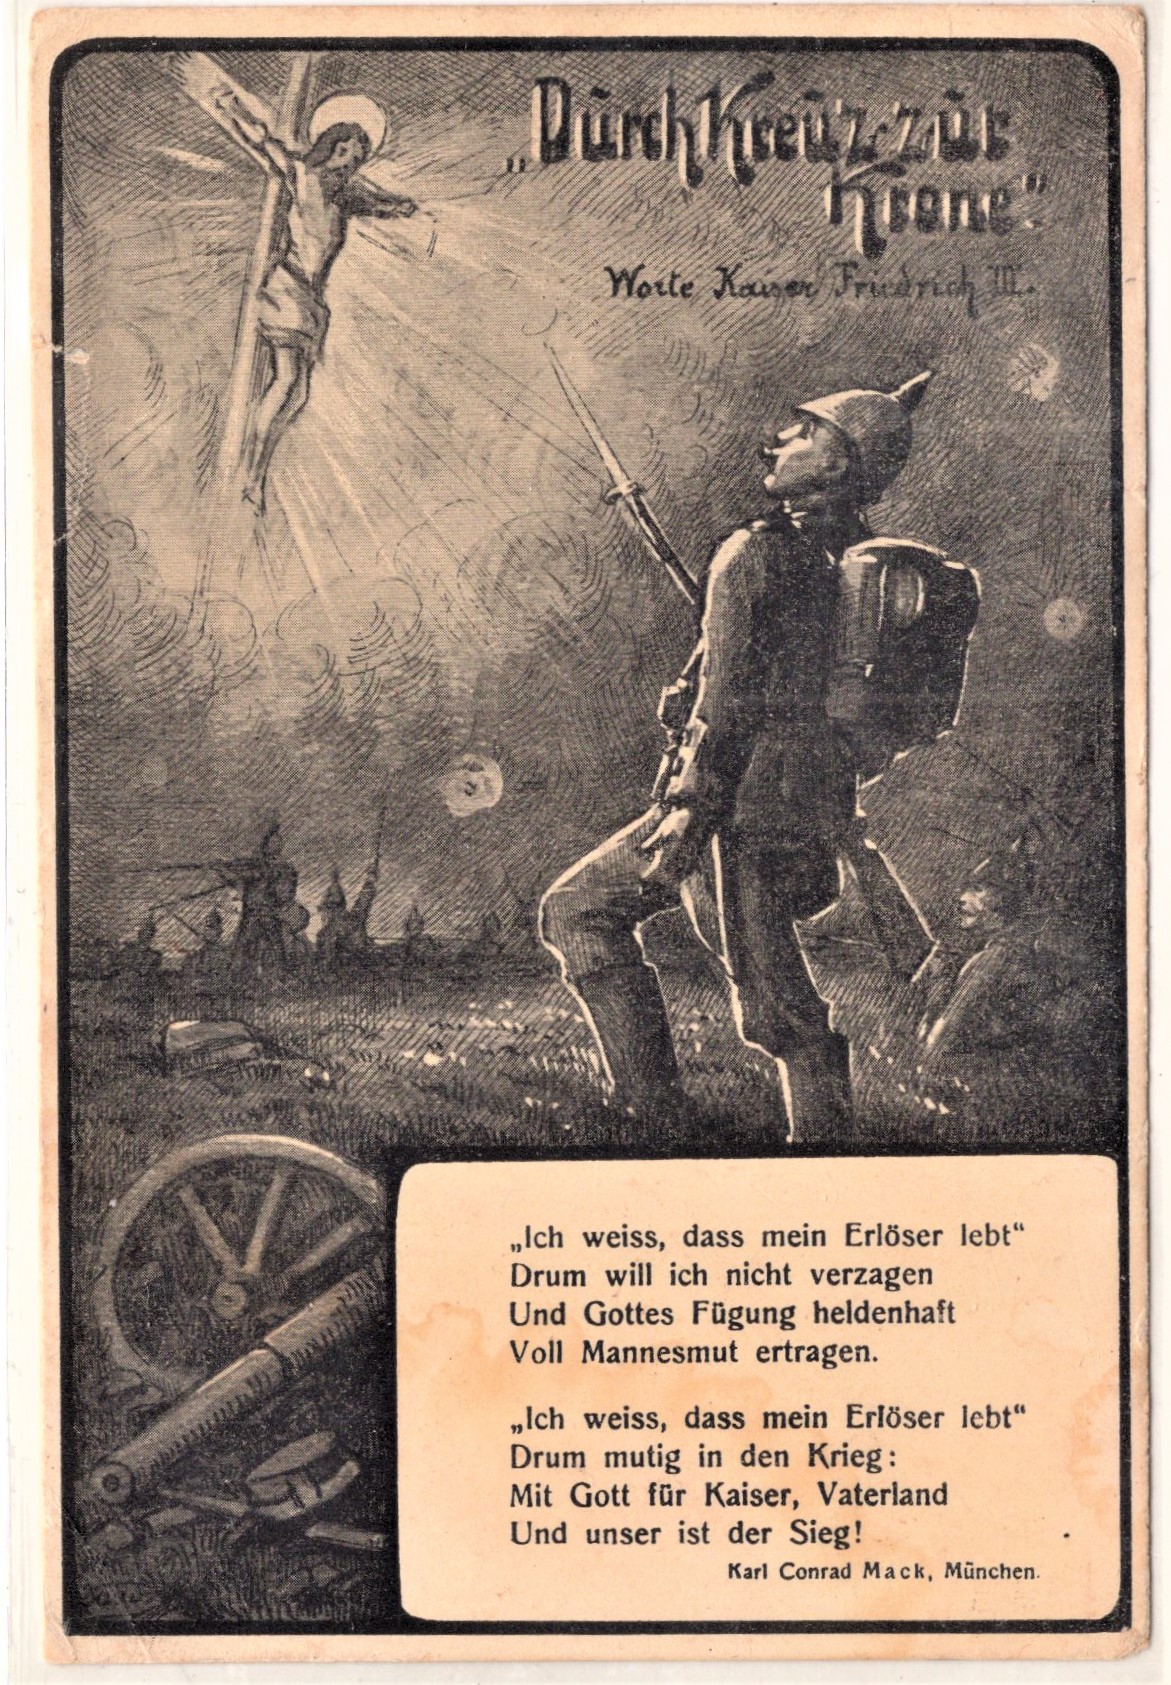 „Durch Kreuz zur
Krone“
Worte Kaiser Friedrich III.
„Ich weiss, dass mein Erlöser lebt“
Drum will ich nicht verzagen
Und Gottes Fügung heldenhaft
Voll Mannesmut ertragen.
„Ich weiss, dass mein Erlöser lebt“
Drum mutig in den Krieg:
Mit Gott für Kaiser, Vaterland
Und unser ist der Sieg!
Karl Conrad Mack, München.